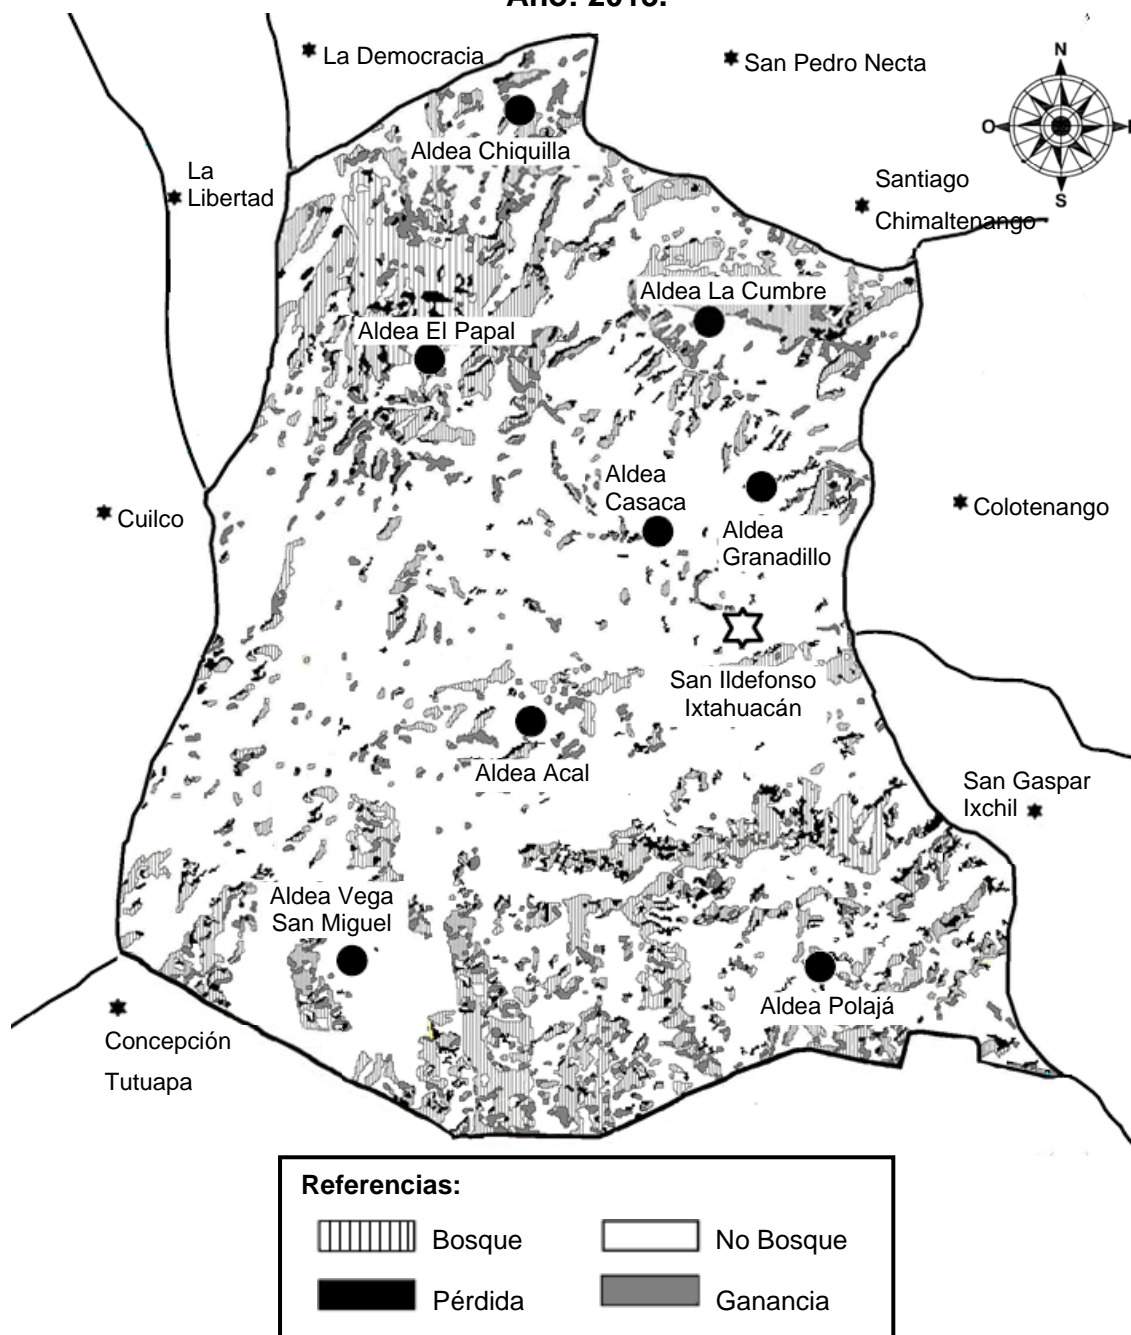 La Democracia
San Pedro Necta
N
O
S
Aldea Chiquilla
La
Libertad
Santiago
Chimaltenango
Aldea La Cumbre
Aldea El Papal
Aldea
Casaca
Cuilco
Colotenango
Aldea
Granadillo
San Ildefonso
Ixtahuacán
Aldea Acal
San Gaspar
Ixchil
Aldea Vega
San Miguel
Aldea Polajá
Concepción
Tutuapa
Referencias:
Bosque
No Bosque
Pérdida
Ganancia